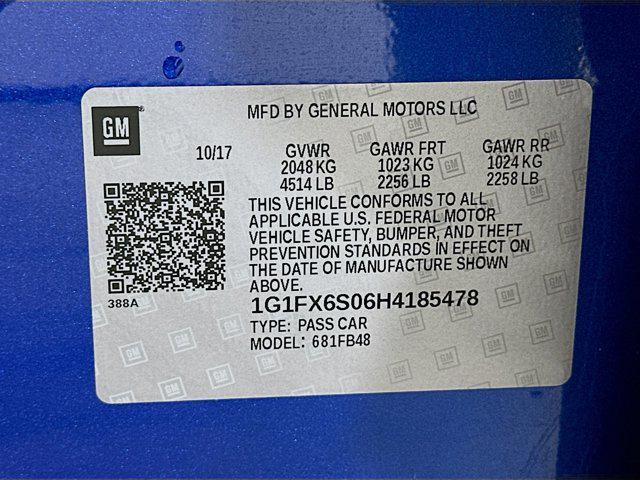 GM
MFD BY GENERAL MOTORS LLC
10/17 GVWR GAWR FRT GAWR RR
2048 KG 1023 KG 1024 KG
4514 LB 2256 LB 2258 LB
THIS VEHICLE CONFORMS TO ALL
APPLICABLE U.S. FEDERAL MOTOR
VEHICLE SAFETY, BUMPER, AND THEFT
PREVENTION STANDARDS IN EFFECT ON
THE DATE OF MANUFACTURE SHOWN
ABOVE.
388A
1G1FX6S06H4185478
TYPE: PASS CAR
MODEL: 681FB48